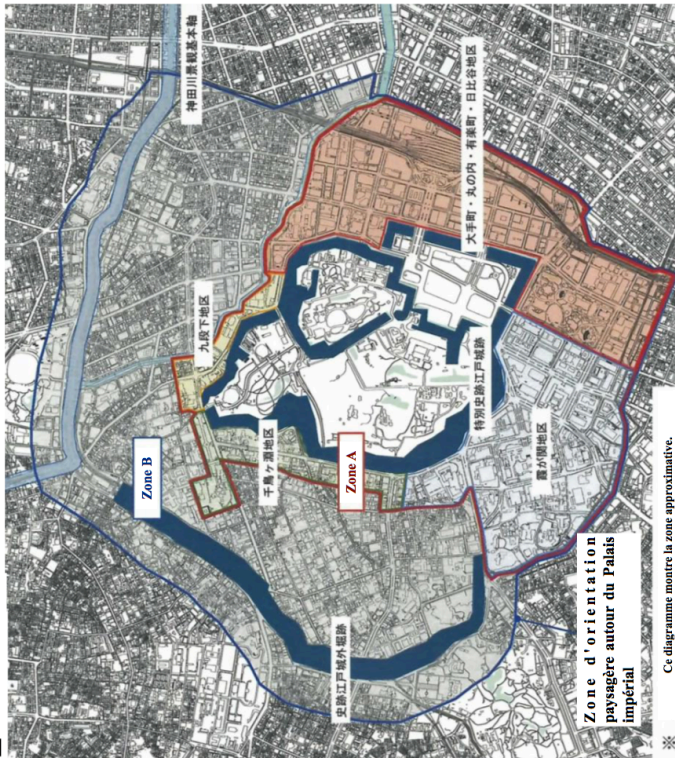 神田川景観基本軸
大手町・丸の内・有楽町・日比谷地区
九段下地区
特別史跡江戸城跡
千鳥ヶ淵地区
Zone B
Zone A
霞が関地区
史跡江戸城外堀跡
Zone d'orientation
paysagère autour du Palais
impérial
※ Ce diagramme montre la zone approximative.